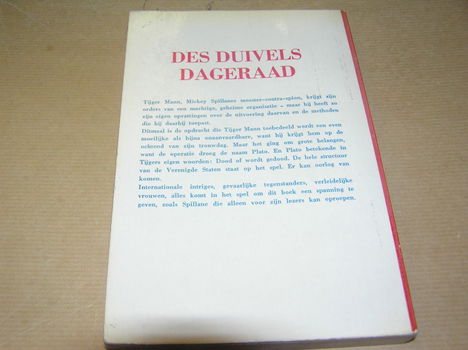 DES DUIVELS
DAGERAAD
Tijger Mann, Mickey Spillanes meester-contra-spion, krijgt zijn
orders van een machtige, geheime organisatie - maar hij heeft so
zijn eigen opvattingen over de uitvoering daarvan en de methoden
die hij daarbij toepast.
Ditmaal is de opdracht die Tijger Mann toebedeeld wordt een even
moeilijke als bijna onaanvaardbare, want hij krijgt hem op de
ochtend van zijn trouwdag. Maar het ging om grote belangen,
want de operatie droeg de naam Plato. En Plato betekende in
Tijgers eigen woorden: Dood of wordt gedood. De hele structuur
van de Verenigde Staten staat op het spel. Er kan oorlog van
komen.
Internationale intriges, gevaarlijke tegenstanders, verleidelijke
vrouwen, alles komt in het spel om dit boek een spanning te
geven, zoals Spillane die alleen voor zijn lezers kan oproepen.